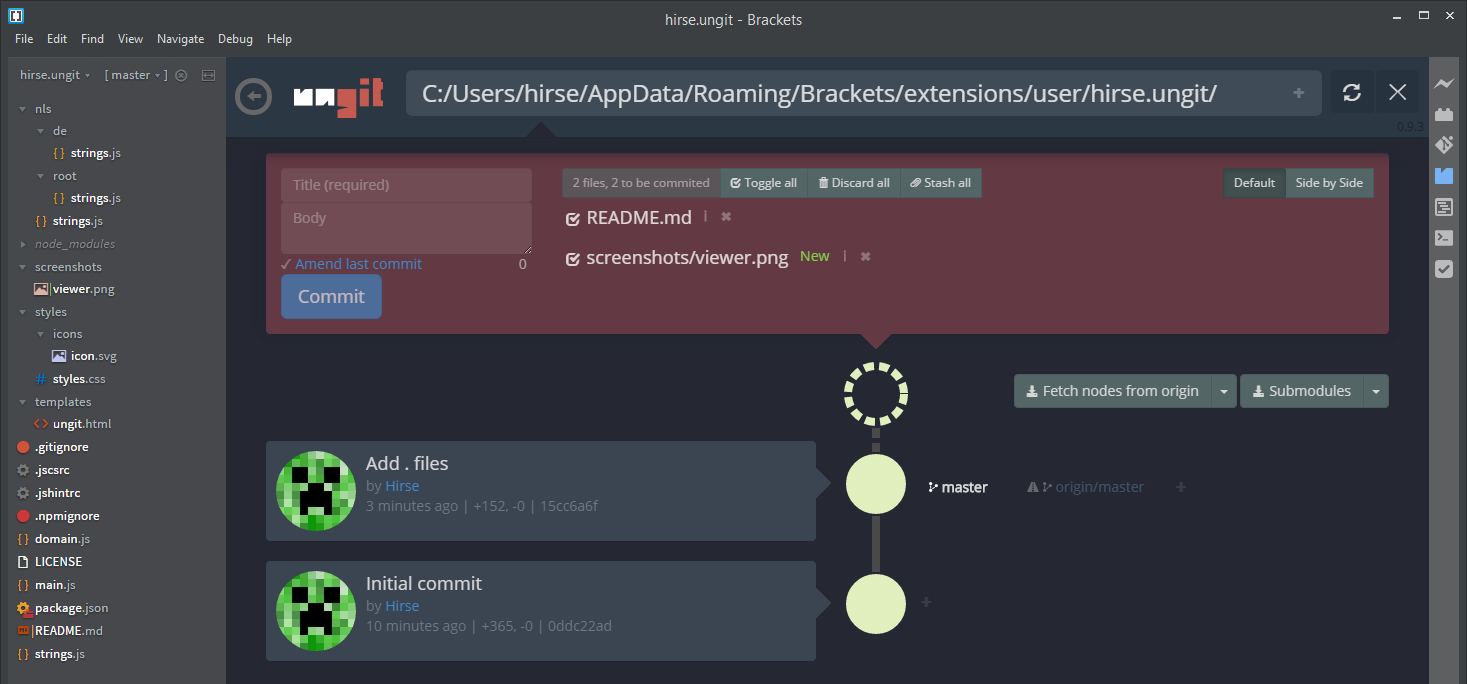 hirse.ungit - Brackets
File Edit Find View Navigate Debug Help
hirse.ungit [ master ]
nls
de
{ } strings.js
root
{ } strings.js
{ } strings.js
node_modules
screenshots
viewer.png
styles
icons
icon.svg
# styles.css
templates
<> ungit.html
.gitignore
.jscsrc
.jshintrc
.npmignore
{ } domain.js
LICENSE
{ } main.js
package.json
README.md
{ } strings.js
ungit
C:/Users/hirse/AppData/Roaming/Brackets/extensions/user/hirse.ungit/ +
0.9.3
Title (required)
Body
Amend last commit 0
Commit
2 files, 2 to be commited Toggle all Discard all Stash all
Default Side by Side
README.md |
screenshots/viewer.png New |
Fetch nodes from origin Submodules
Add . files
by Hirse
3 minutes ago | +152, -0 | 15cc6a6f
master origin/master +
Initial commit
by Hirse
10 minutes ago | +365, -0 | 0ddc22ad
+